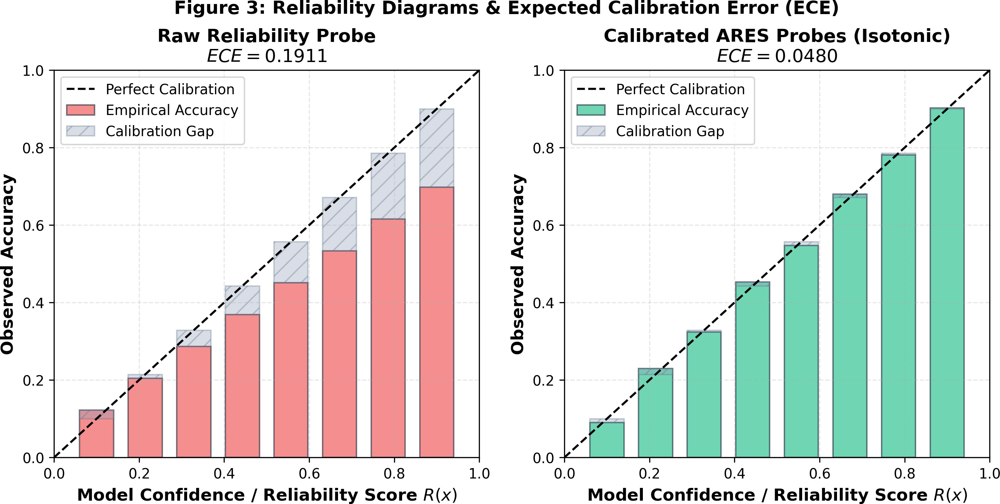 Figure 3: Reliability Diagrams & Expected Calibration Error (ECE)
Raw Reliability Probe
ECE = 0.1911
1.0
0.8
0.6
0.4
0.2
0.0
Observed Accuracy
Perfect Calibration
Empirical Accuracy
Calibration Gap
0.0 0.2 0.4 0.6 0.8 1.0
Model Confidence / Reliability Score R(x)
Calibrated ARES Probes (Isotonic)
ECE = 0.0480
1.0
0.8
0.6
0.4
0.2
0.0
Observed Accuracy
Perfect Calibration
Empirical Accuracy
Calibration Gap
0.0 0.2 0.4 0.6 0.8 1.0
Model Confidence / Reliability Score R(x)